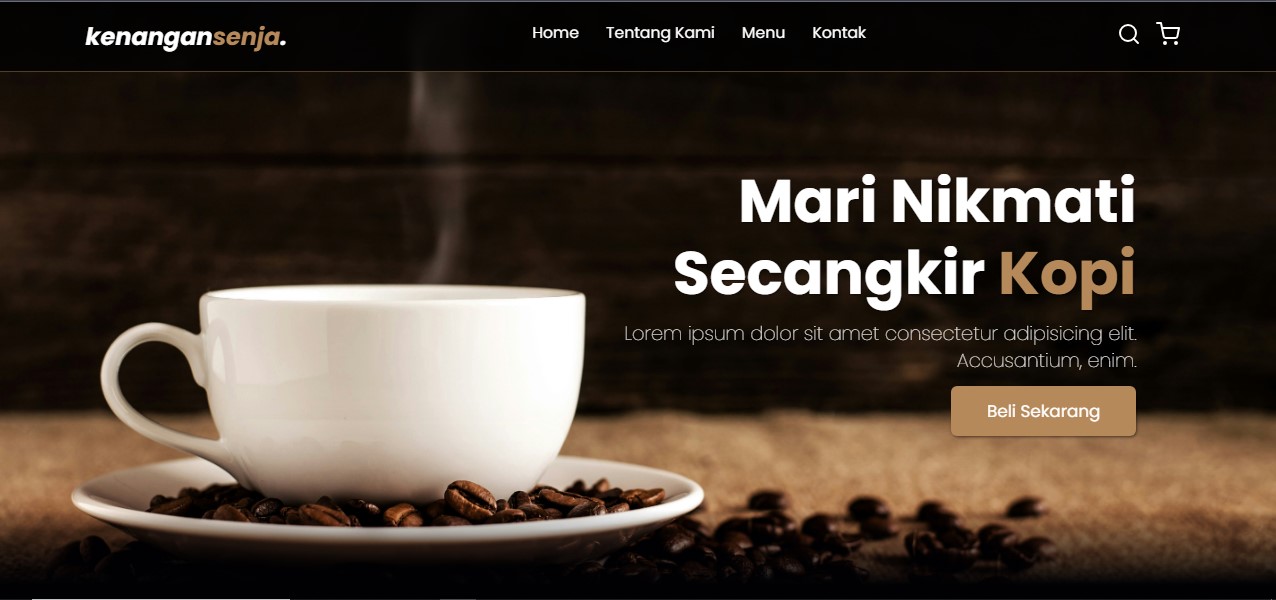 kenangansenja.
Home Tentang Kami Menu Kontak
Mari Nikmati
Secangkir Kopi
Lorem ipsum dolor sit amet consectetur adipisicing elit.
Accusantium, enim.
Beli Sekarang